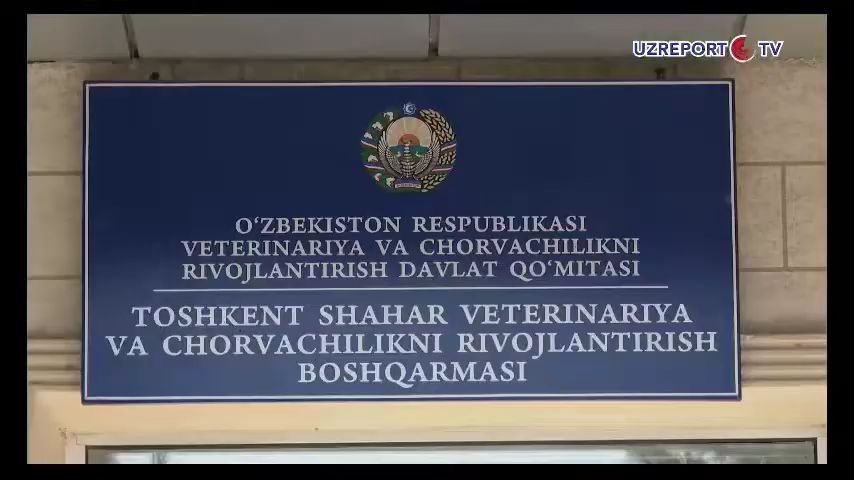 UZREPORT TV
O‘ZBEKISTON RESPUBLIKASI
VETERINARIYA VA CHORVACHILIKNI
RIVOJLANTIRISH DAVLAT QO‘MITASI
TOSHKENT SHAHAR VETERINARIYA
VA CHORVACHILIKNI RIVOJLANTIRISH
BOSHQARMASI